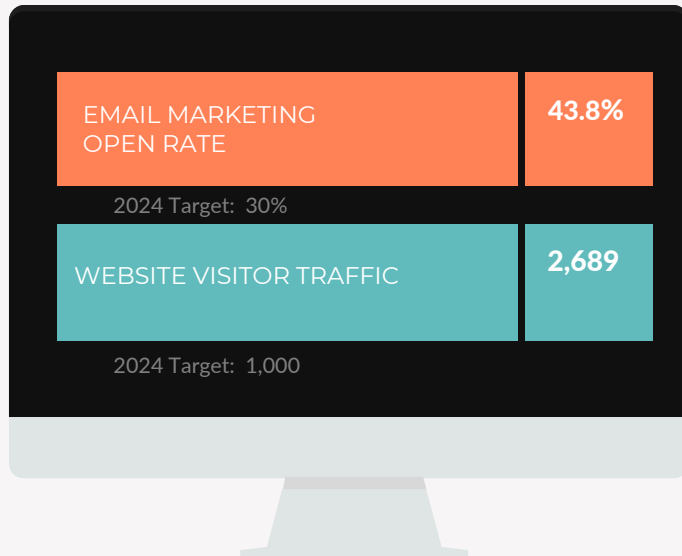 EMAIL MARKETING
OPEN RATE
43.8%
2024 Target: 30%
WEBSITE VISITOR TRAFFIC
2,689
2024 Target: 1,000